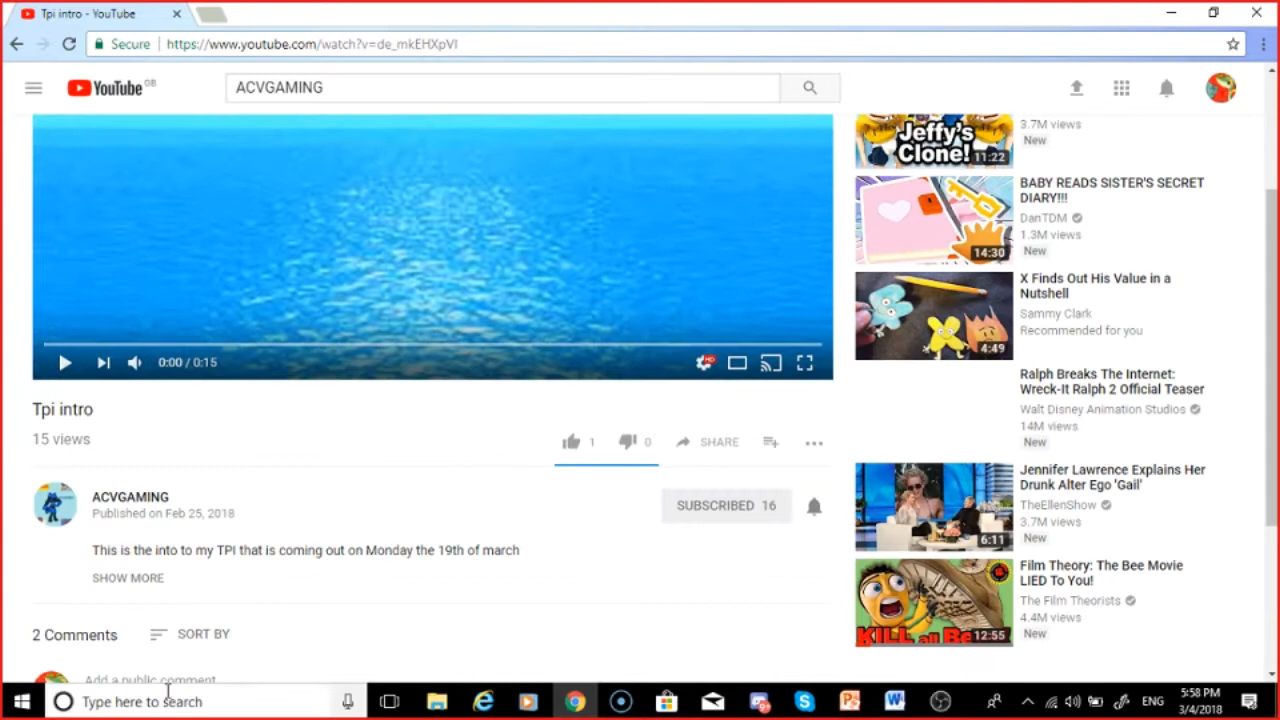 Tpi intro - YouTube
Secure https://www.youtube.com/watch?v=de_mkEHXpVI
YouTube GB
ACVGAMING
Jeffy's
Clone!
11:22
3.7M views
New
14:30
BABY READS SISTER'S SECRET
DIARY!!!
DanTDM
1.3M views
New
4:49
X Finds Out His Value in a
Nutshell
Sammy Clark
Recommended for you
Ralph Breaks The Internet:
Wreck-It Ralph 2 Official Teaser
Walt Disney Animation Studios
14M views
New
6:11
Jennifer Lawrence Explains Her
Drunk Alter Ego 'Gail'
TheEllenShow
3.7M views
New
KILL all Be
12:55
Film Theory: The Bee Movie
LIED To You!
The Film Theorists
4.4M views
New
0:00 / 0:15
HD
Tpi intro
15 views
1 0 SHARE
ACVGAMING
Published on Feb 25, 2018
SUBSCRIBED 16
This is the into to my TPI that is coming out on Monday the 19th of march
SHOW MORE
2 Comments SORT BY
Add a public comment
Type here to search
ENG
5:58 PM
3/4/2018